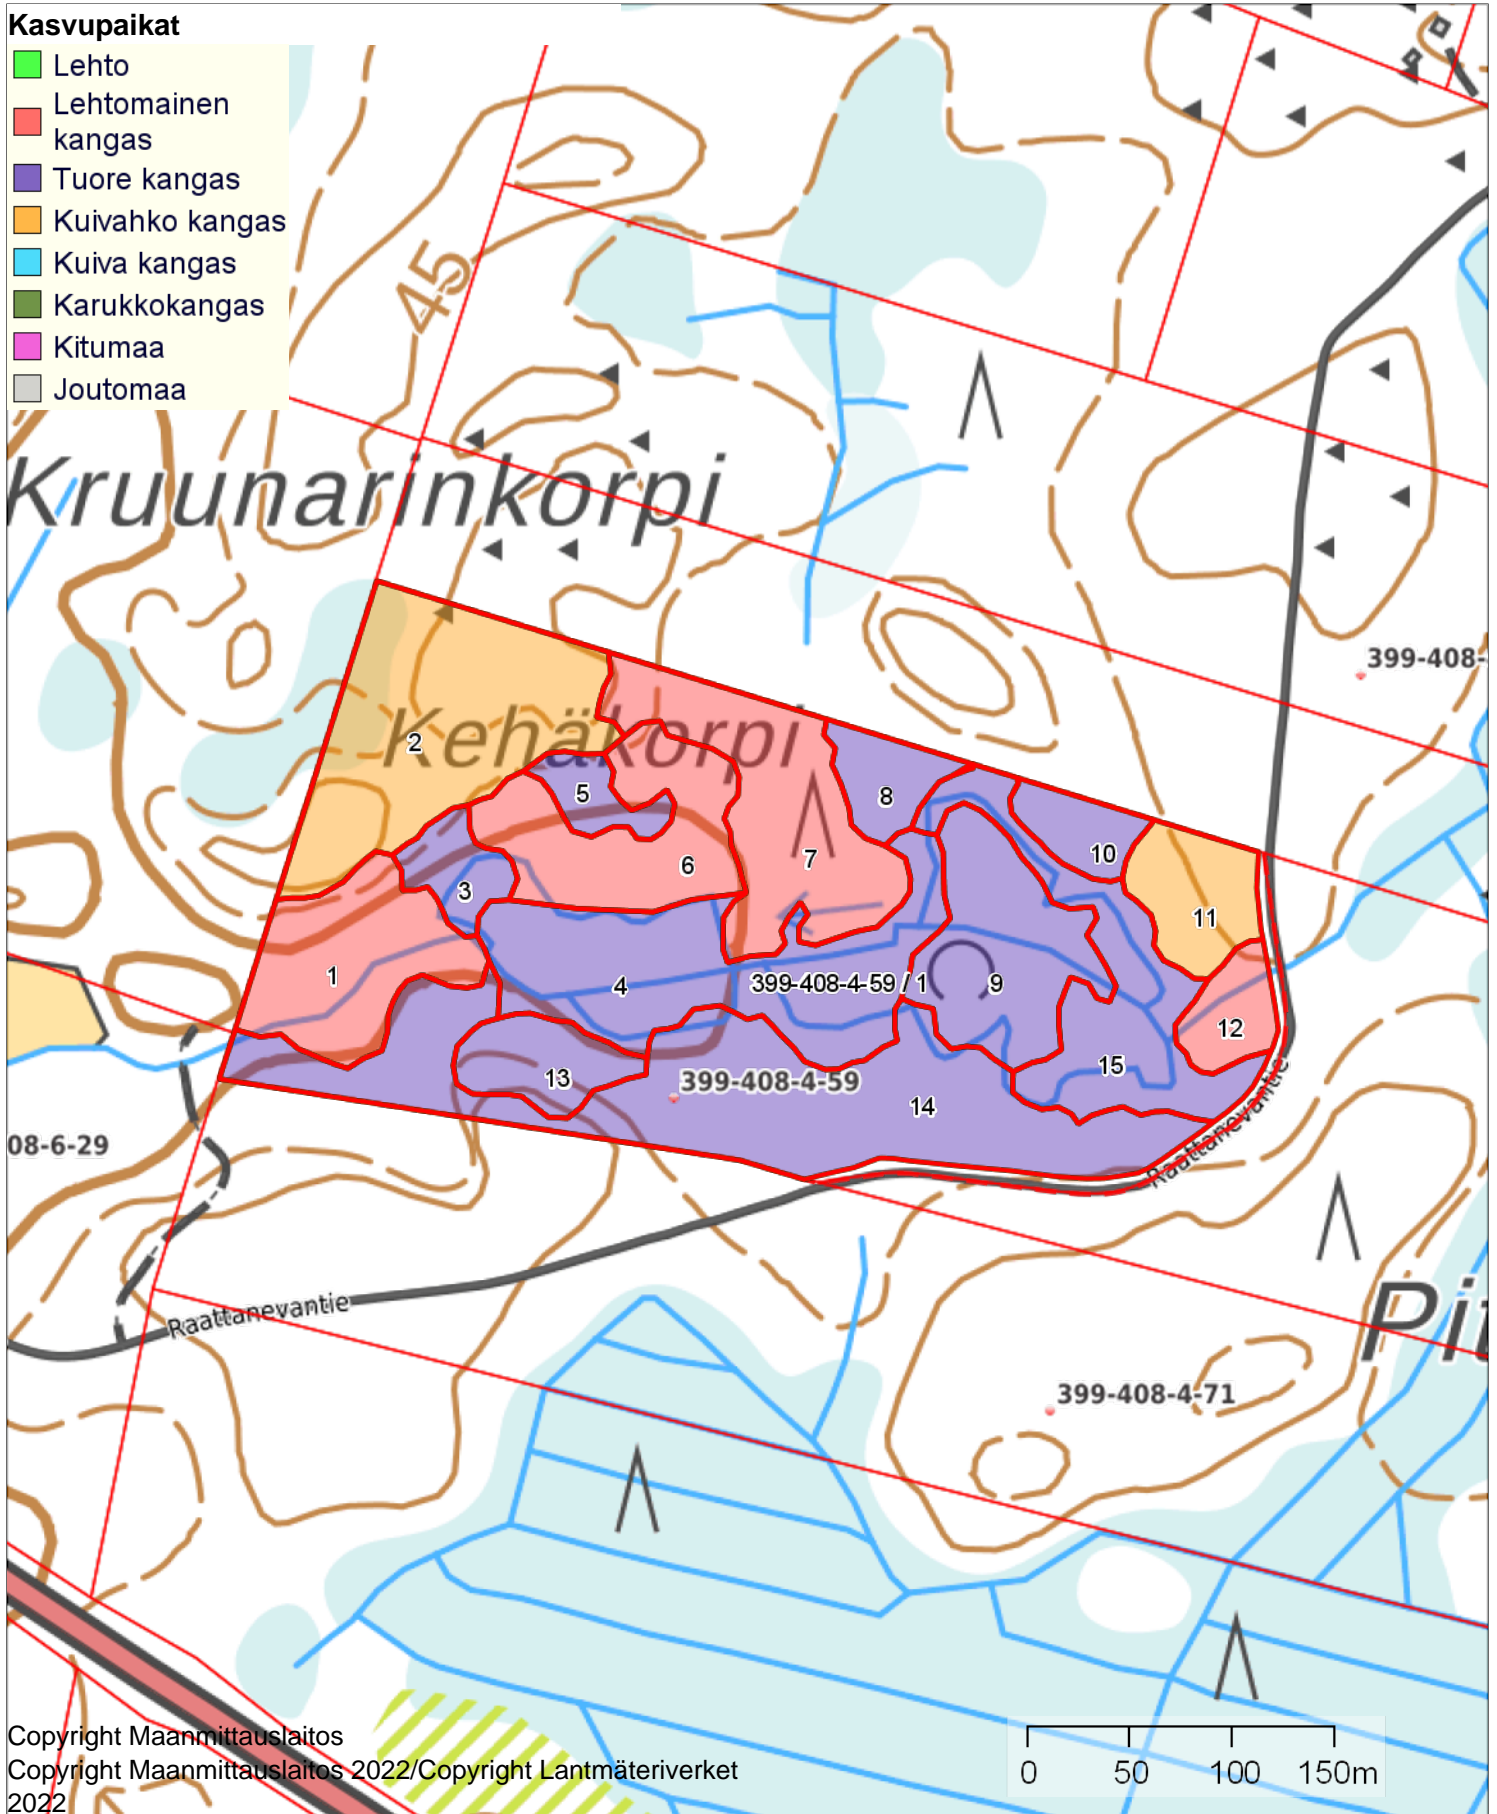 Kasvupaikat
Lehto
Lehtomainen
kangas
Tuore kangas
Kuivahko kangas
Kuiva kangas
Karukkokangas
Kitumaa
Joutomaa
45
Kruunarinkorpi
399-408-
Kehäkorpi
2
5
8
7
10
6
3
11
1
4
399-408-4-59 / 1
9
12
15
13
399-408-4-59
14
08-6-29
Raattanevantie
Raattanevantie
Pit
399-408-4-71
Copyright Maanmittauslaitos
Copyright Maanmittauslaitos 2022/Copyright Lantmäteriverket
2022
0 50 100 150m